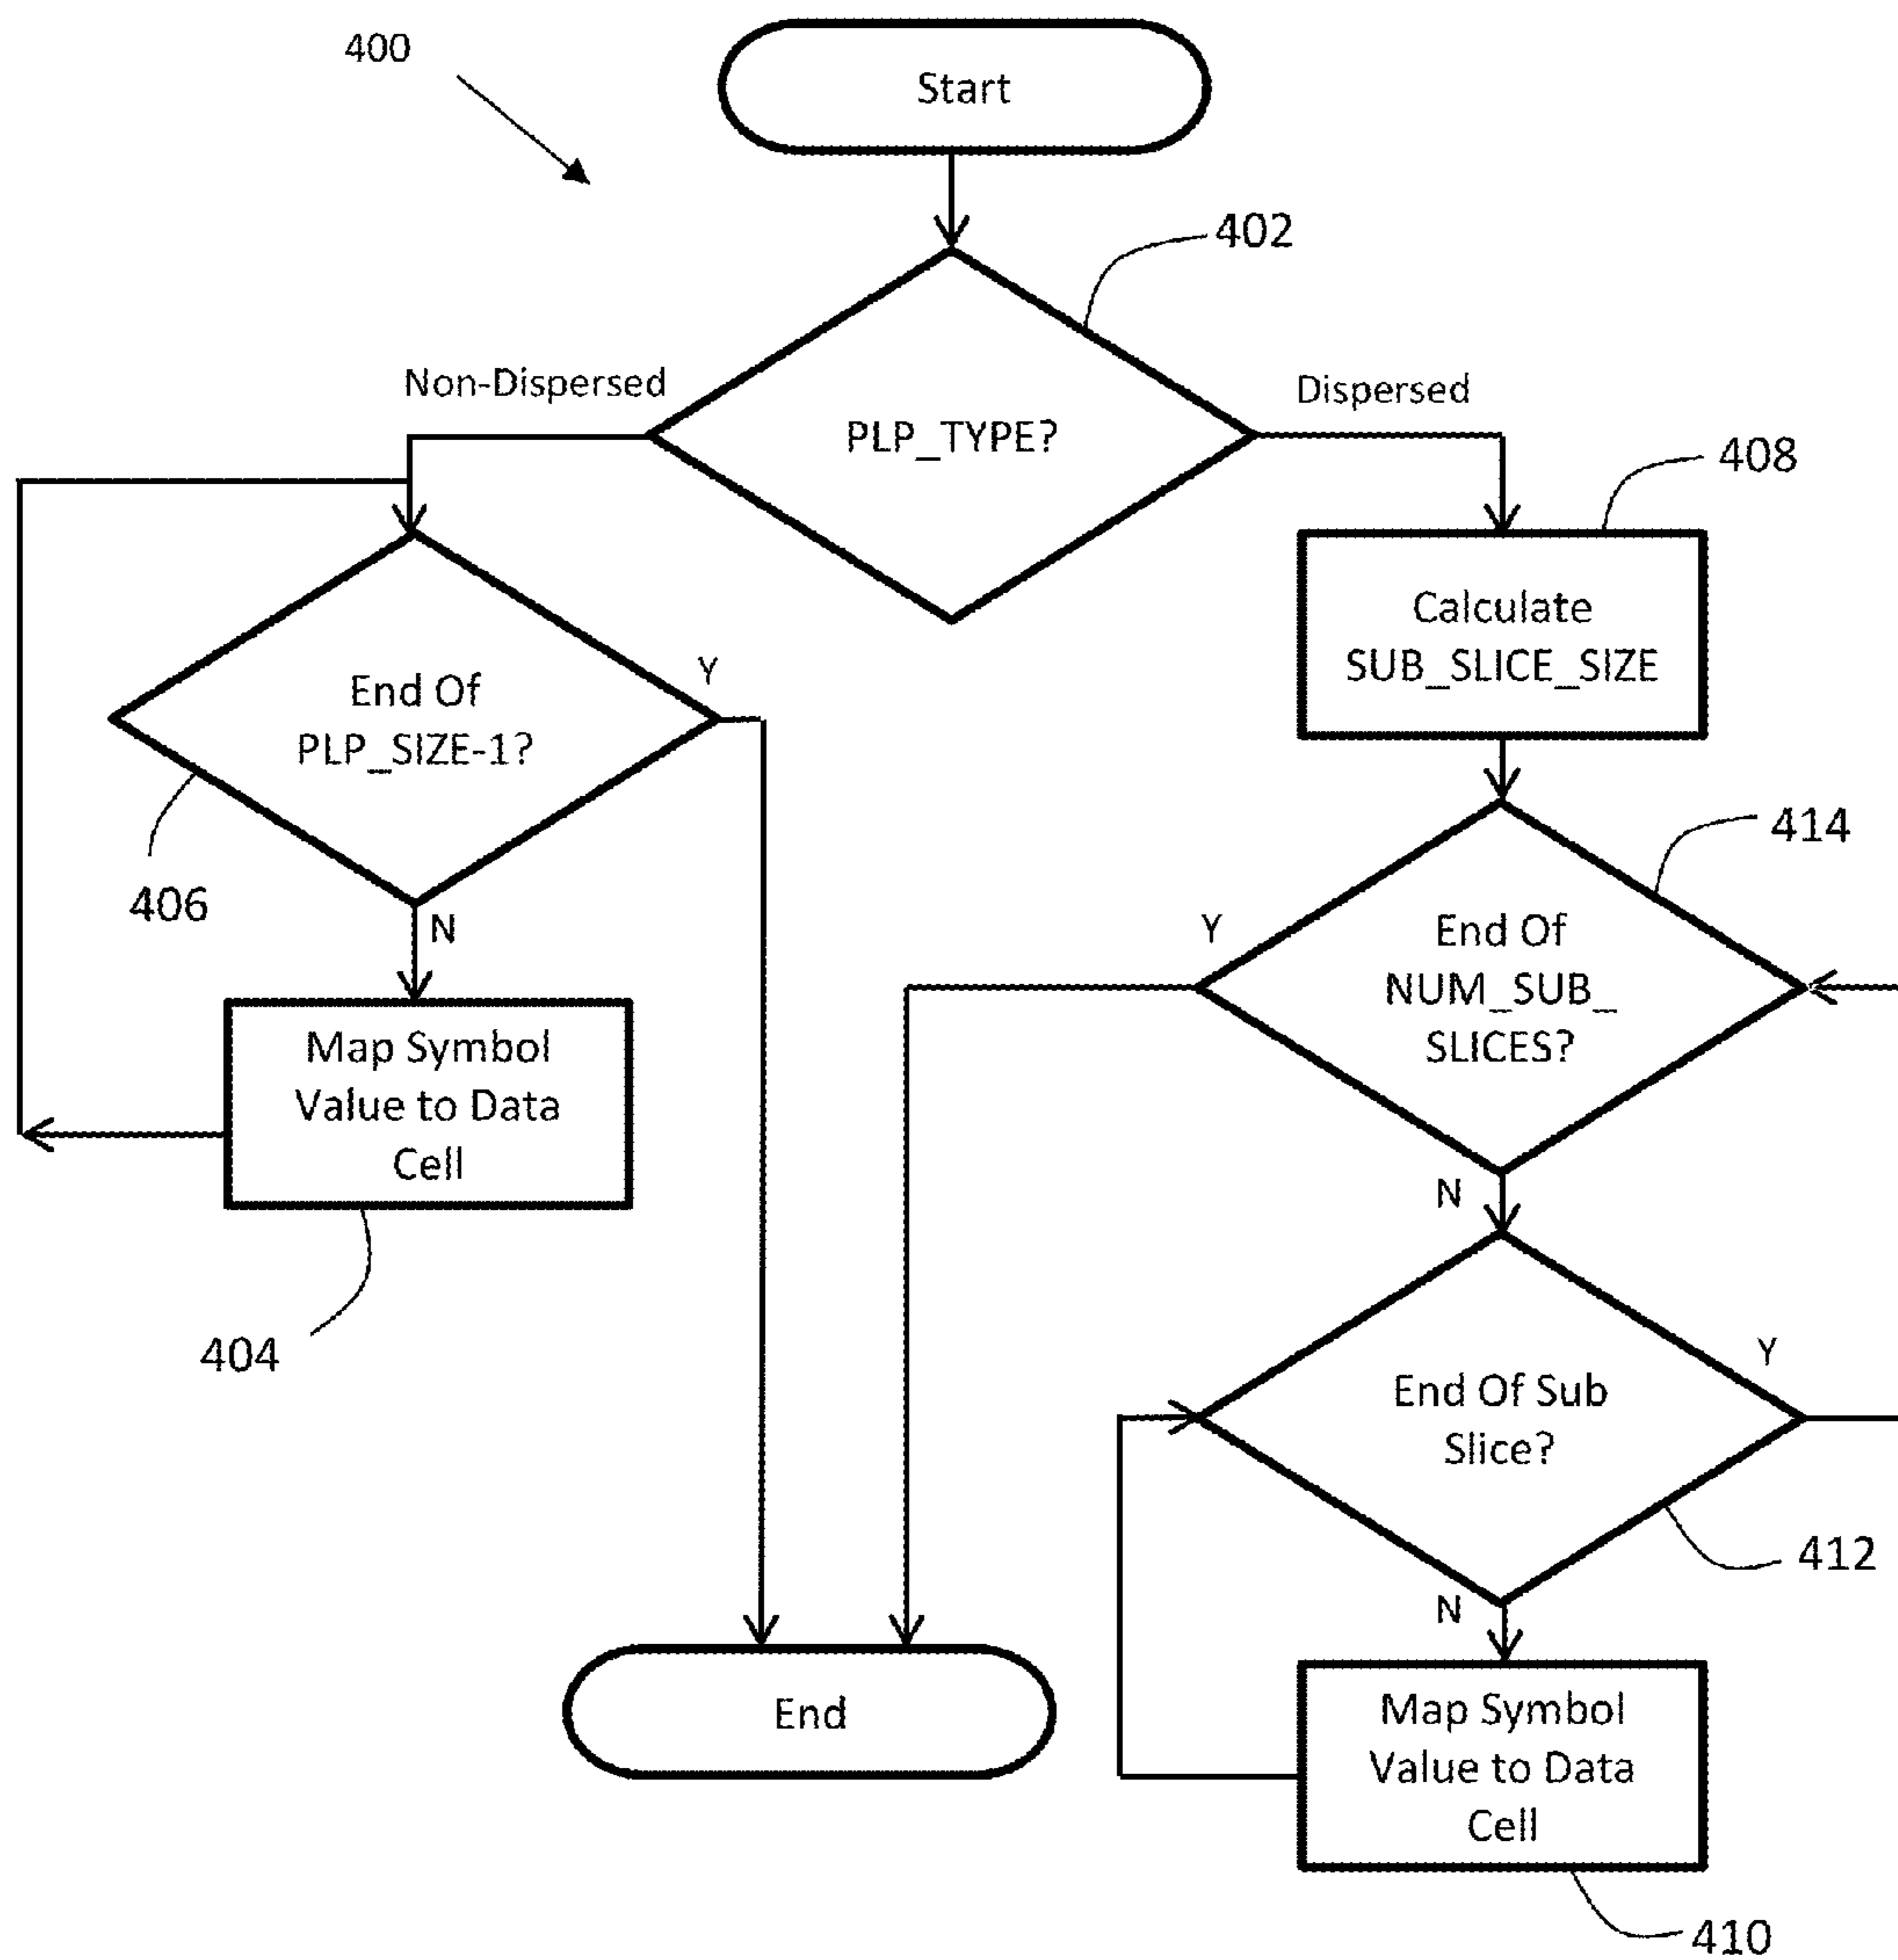 400
Start
402
Non-Dispersed
Dispersed
PLP_TYPE?
408
Calculate
SUB_SLICE_SIZE
End Of
PLP_SIZE-1?
Y
406
N
414
Y
End Of
NUM_SUB_
SLICES?
Map Symbol
Value to Data
Cell
N
404
Y
End Of Sub
Slice?
412
N
End
Map Symbol
Value to Data
Cell
410